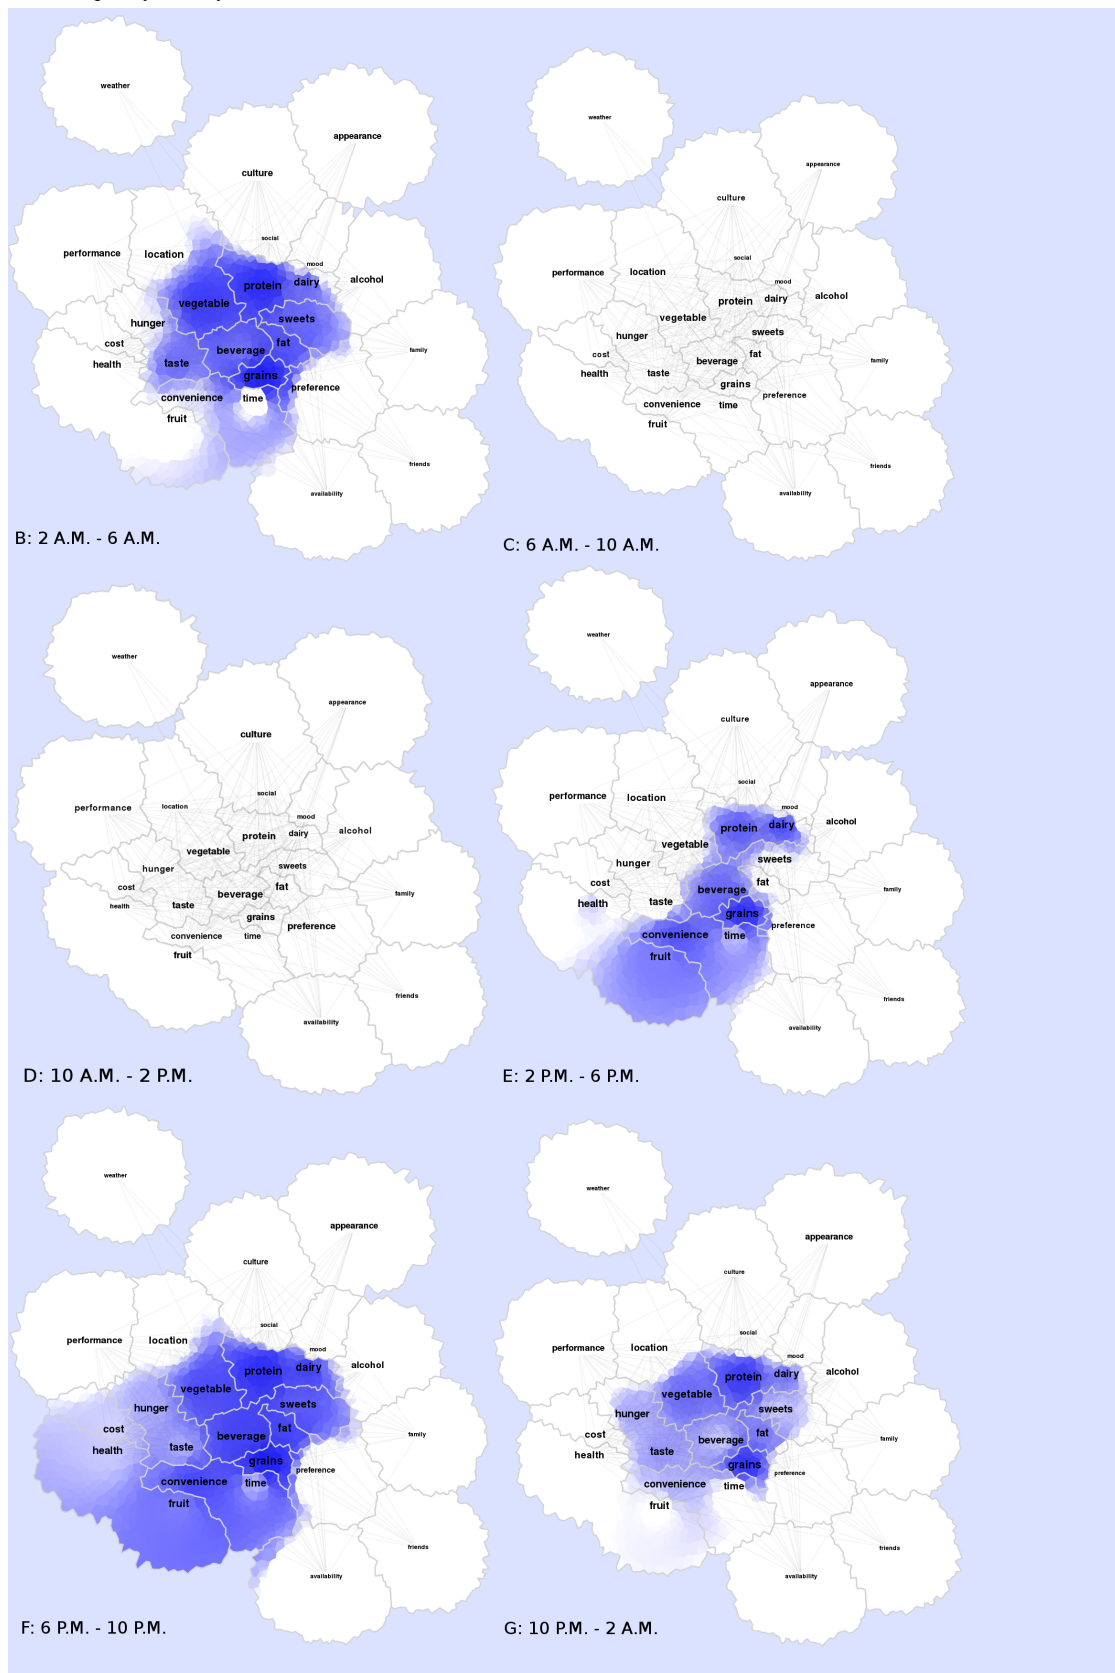 weather
appearance
culture
social
performance
location
mood
protein
dairy
alcohol
vegetable
sweets
hunger
cost
fat
beverage
family
health
taste
grains
preference
convenience
time
fruit
friends
availability
B: 2 A.M. - 6 A.M.
weather
appearance
culture
social
performance
location
mood
protein
dairy
alcohol
vegetable
sweets
hunger
cost
fat
beverage
family
health
taste
grains
preference
convenience
time
fruit
friends
availability
C: 6 A.M. - 10 A.M.
weather
appearance
culture
social
performance
location
mood
protein
dairy
alcohol
vegetable
sweets
hunger
cost
fat
beverage
family
health
taste
grains
preference
convenience
time
fruit
friends
availability
D: 10 A.M. - 2 P.M.
weather
appearance
culture
social
performance
location
mood
protein
dairy
alcohol
vegetable
sweets
hunger
cost
fat
beverage
family
health
taste
grains
preference
convenience
time
fruit
friends
availability
E: 2 P.M. - 6 P.M.
weather
appearance
culture
social
performance
location
mood
protein
dairy
alcohol
vegetable
sweets
hunger
cost
fat
beverage
family
health
taste
grains
preference
convenience
time
fruit
friends
availability
F: 6 P.M. - 10 P.M.
weather
appearance
culture
social
performance
location
mood
protein
dairy
alcohol
vegetable
sweets
hunger
cost
fat
beverage
family
health
taste
grains
preference
convenience
time
fruit
friends
availability
G: 10 P.M. - 2 A.M.